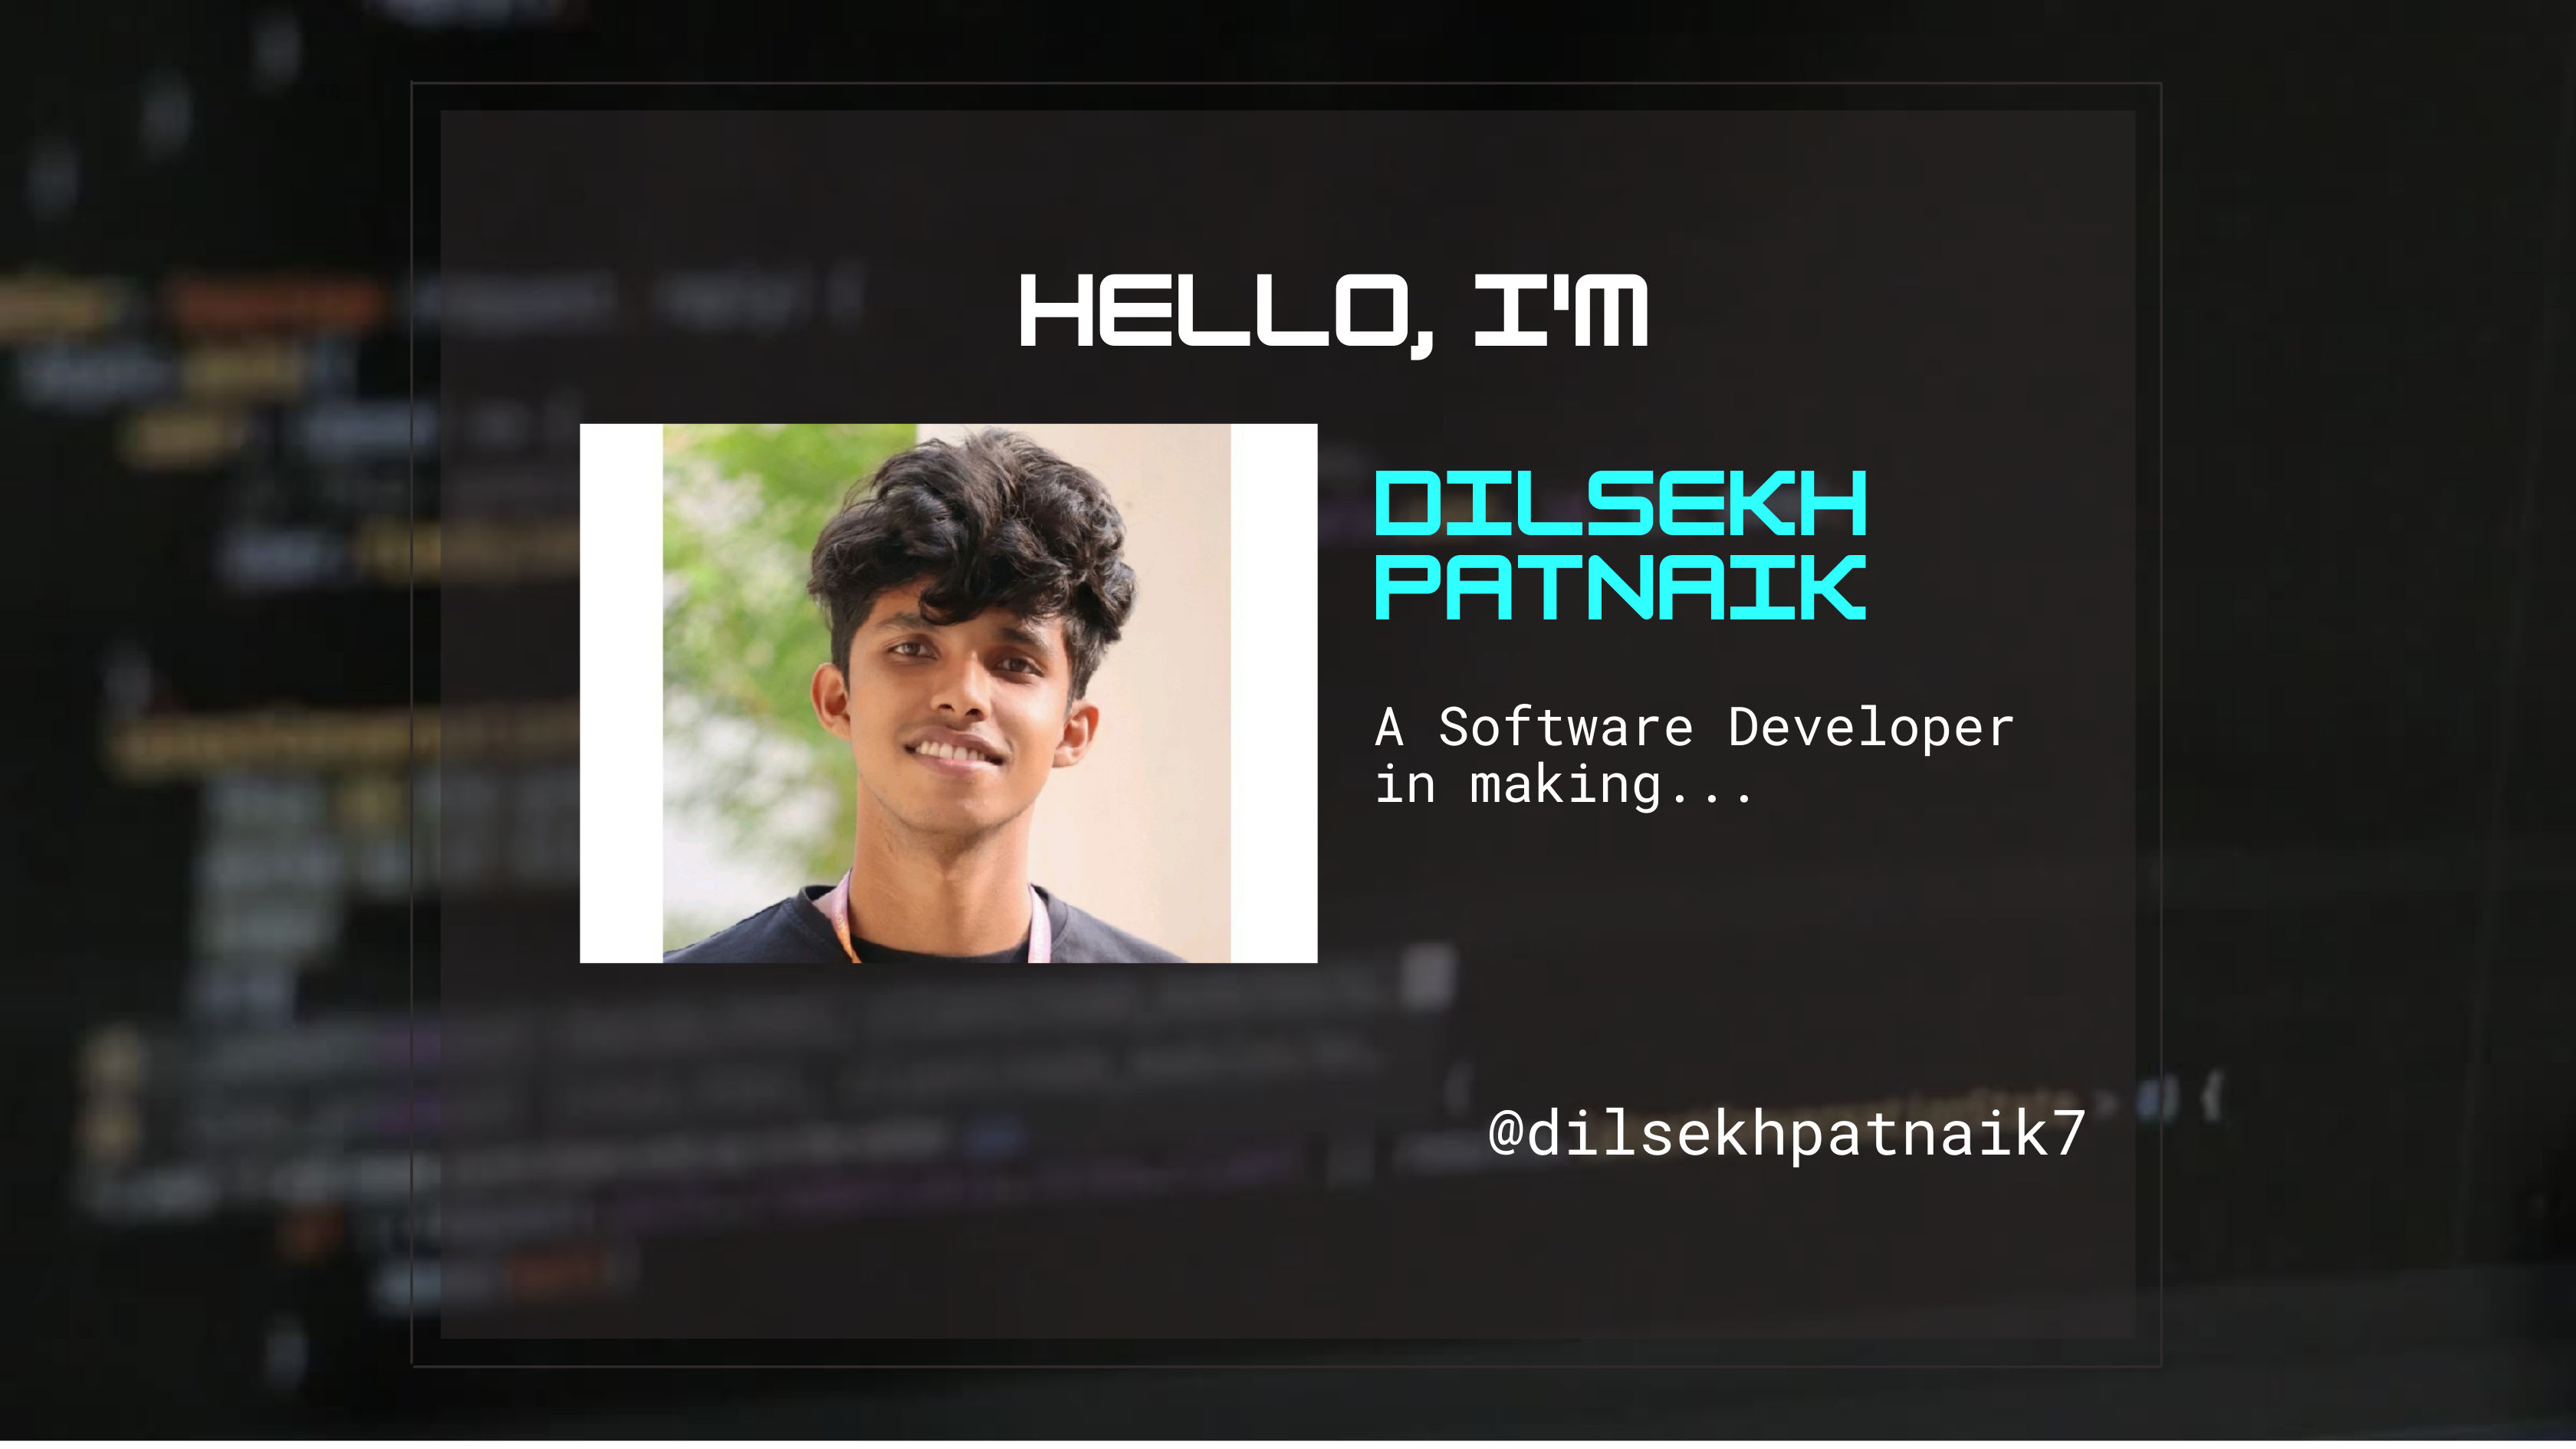 HELLO, I'M
DILSEKH
PATNAIK
A Software Developer
in making...
@dilsekhpatnaik7